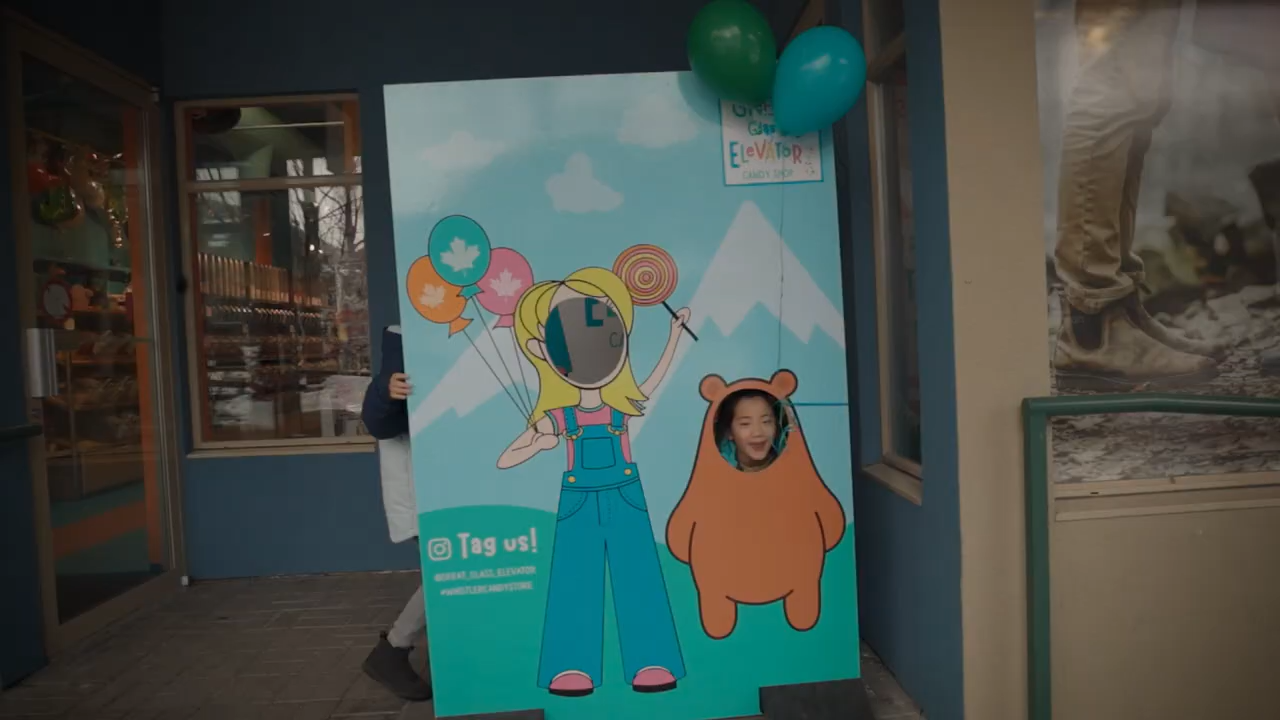 ELEVATOR
CANDY SHOP
Tag us!
@GREAT_GLASS_ELEVATOR
#WHISTLERCANDYSTORE